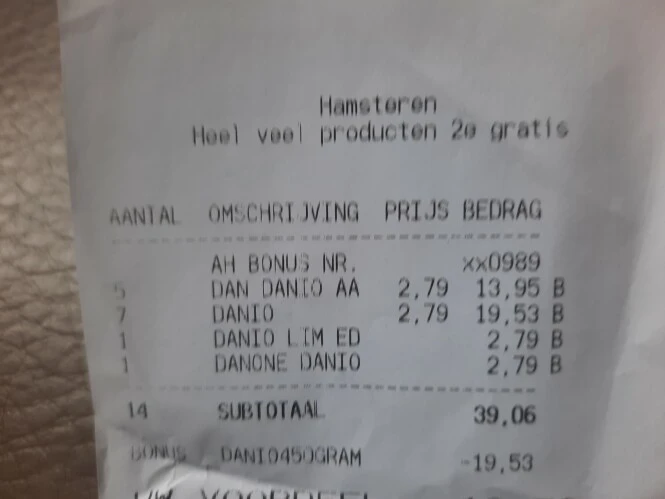 Hamsteren
Heel veel producten 2e gratis
AANTAL OMSCHRIJVING PRIJS BEDRAG
AH BONUS NR. xx0989
5 DAN DANIO AA 2,79 13,95 B
7 DANIO 2,79 19,53 B
1 DANIO LIM ED 2,79 B
1 DANONE DANIO 2,79 B
14 SUBTOTAAL 39,06
BONUS DANIO450GRAM -19,53
UW VOORDEEL